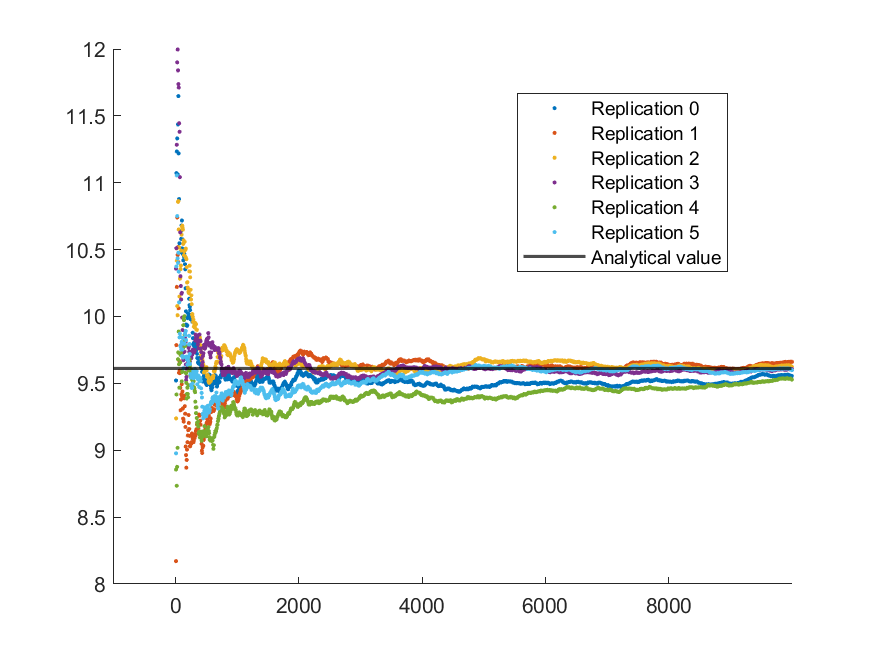 12
11.5
11
10.5
10
9.5
9
8.5
8
0
2000
4000
6000
8000
Replication 0
Replication 1
Replication 2
Replication 3
Replication 4
Replication 5
Analytical value